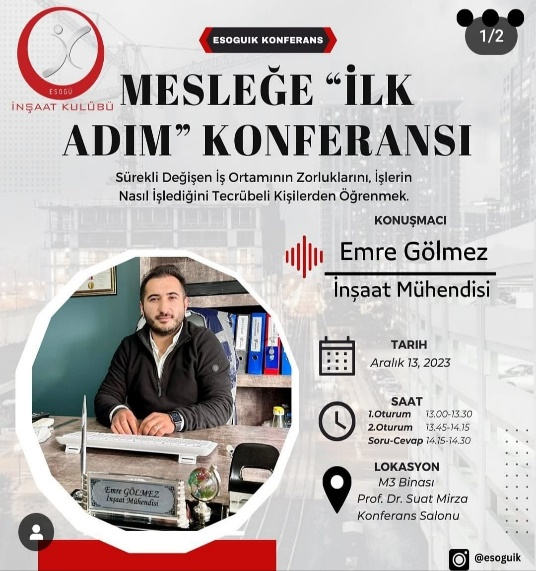 1/2
ESOGÜ
İNŞAAT KULÜBÜ
ESOGUIK KONFERANS
MESLEĞE “İLK
ADIM” KONFERANSI
Sürekli Değişen İş Ortamının Zorluklarını, İşlerin
Nasıl İşlediğini Tecrübeli Kişilerden Öğrenmek.
KONUŞMACI
Emre Gölmez
İnşaat Mühendisi
TARIH
Aralık 13, 2023
SAAT
1.Oturum 13.00-13.30
2.Oturum 13.45-14.15
Soru-Cevap 14.15-14.30
LOKASYON
M3 Binası
Prof. Dr. Suat Mirza
Konferans Salonu
Emre GÖLMEZ
İnşaat Mühendisi
@esoguik